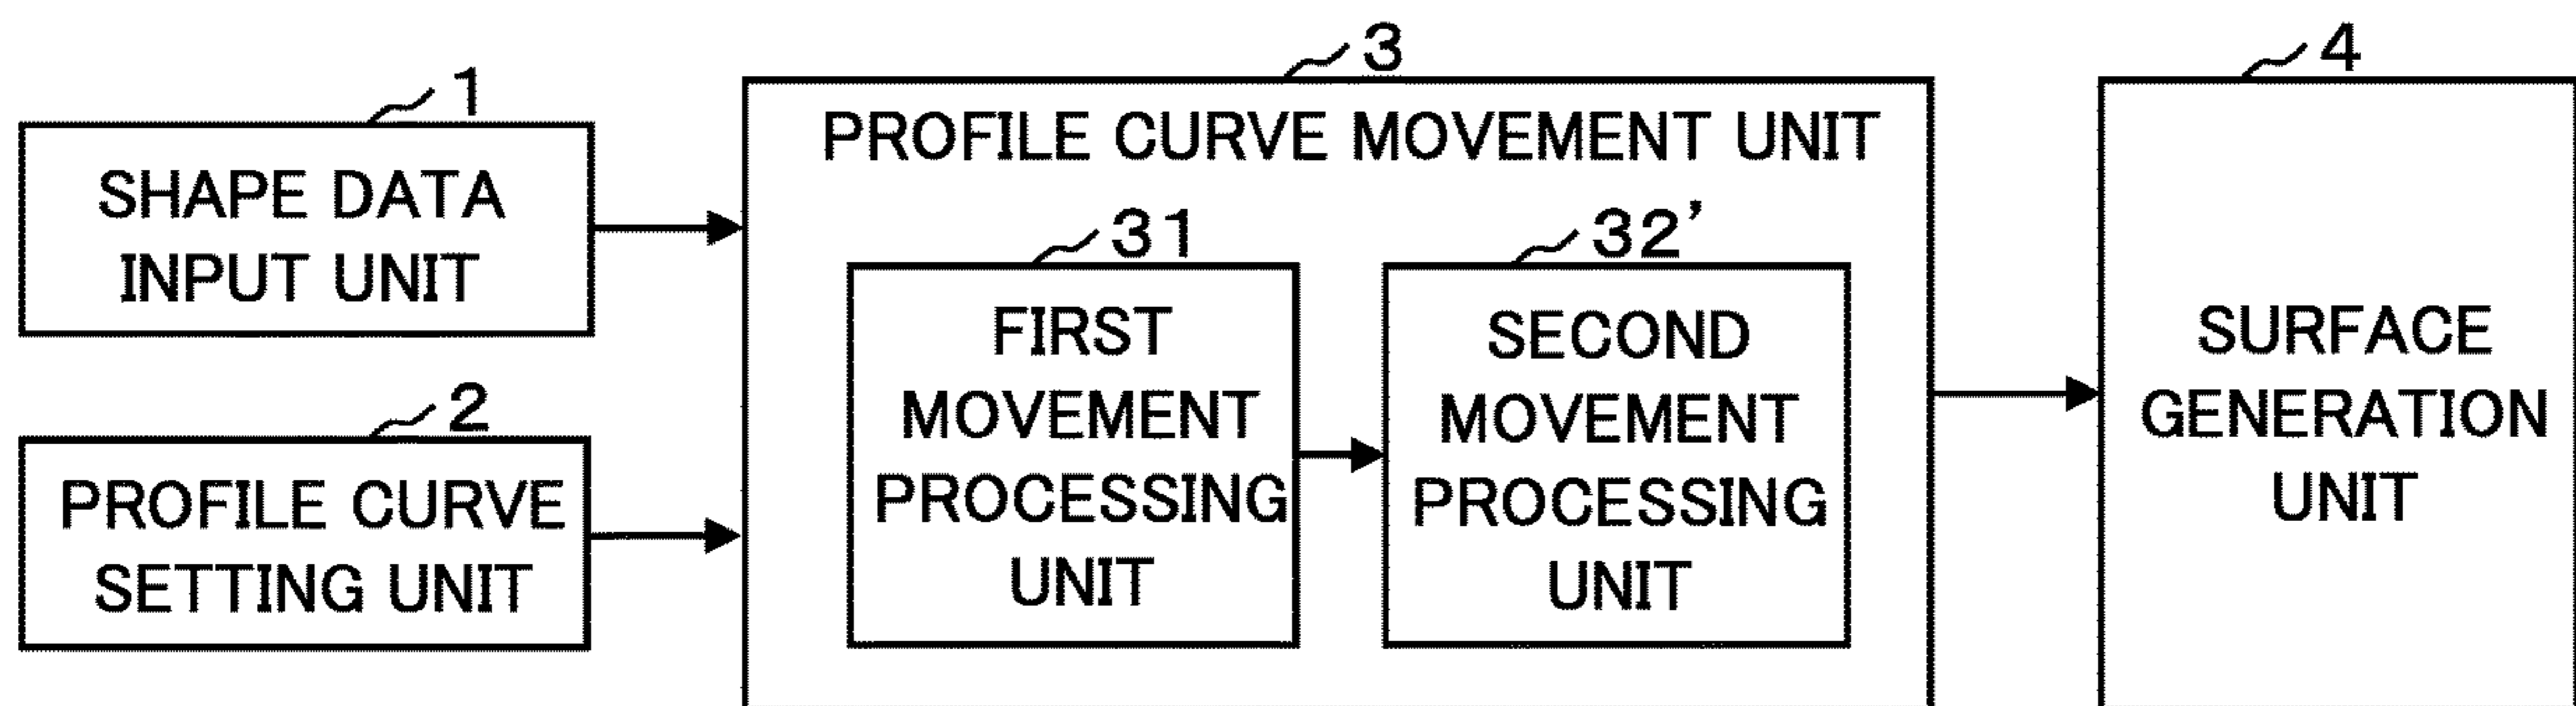 1
SHAPE DATA
INPUT UNIT
2
PROFILE CURVE
SETTING UNIT
3
PROFILE CURVE MOVEMENT UNIT
31
FIRST
MOVEMENT
PROCESSING
UNIT
32'
SECOND
MOVEMENT
PROCESSING
UNIT
4
SURFACE
GENERATION
UNIT